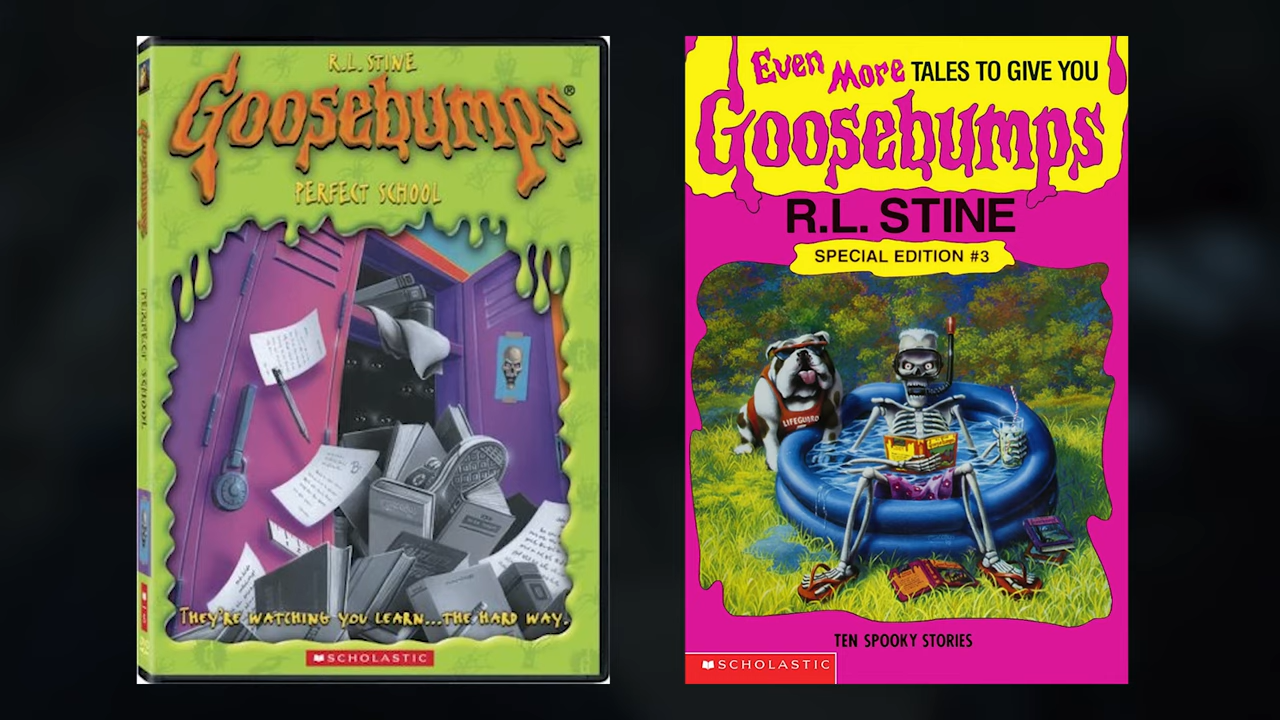 R.L. STINE
Goosebumps®
PERFECT SCHOOL
THEY'RE WATCHING YOU LEARN...THE HARD WAY.
SCHOLASTIC
Even More TALES TO GIVE YOU
Goosebumps
R.L. STINE
SPECIAL EDITION #3
LIFEGUARD
TEN SPOOKY STORIES
SCHOLASTIC